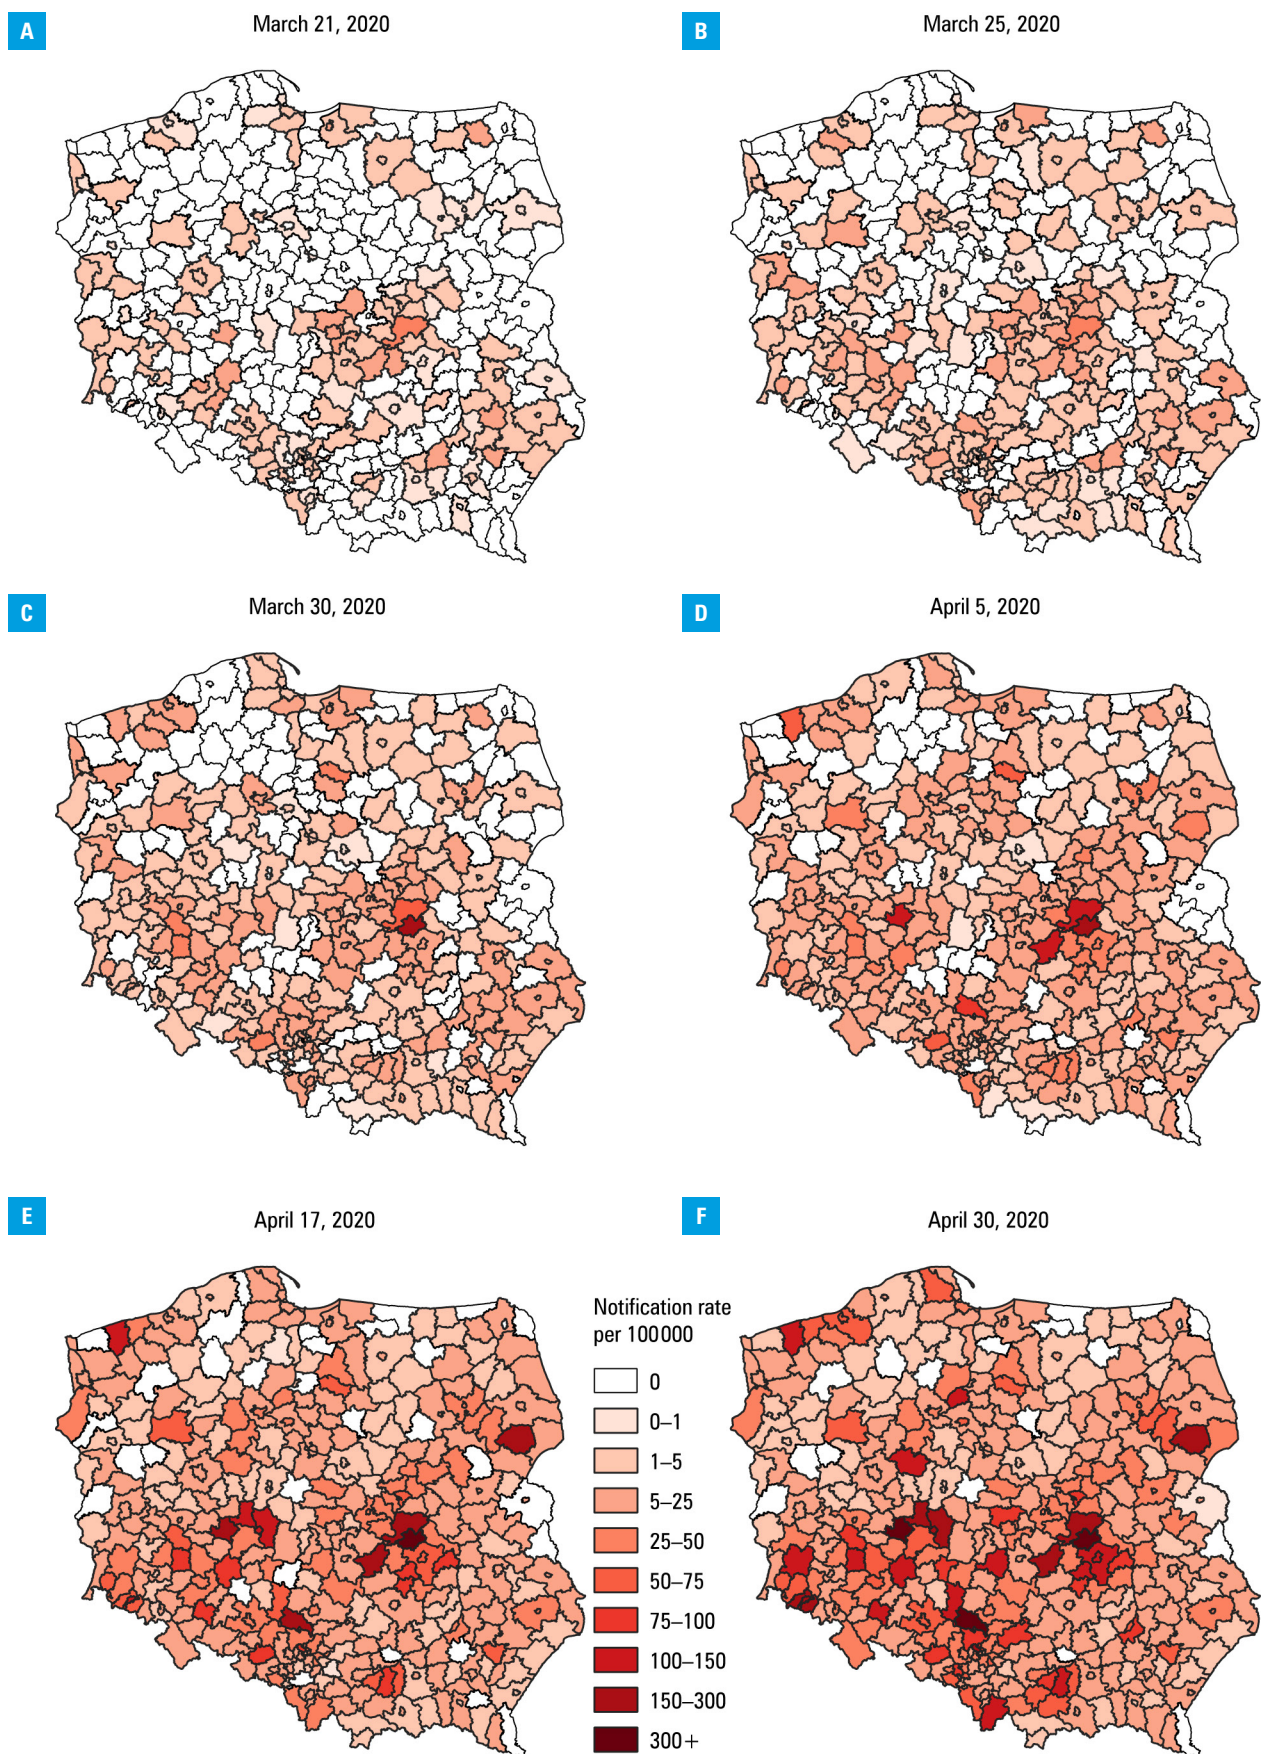 A
March 21, 2020
B
March 25, 2020
C
March 30, 2020
D
April 5, 2020
E
April 17, 2020
F
April 30, 2020
Notification rate
per 100000
0
0–1
1–5
5–25
25–50
50–75
75–100
100–150
150–300
300+